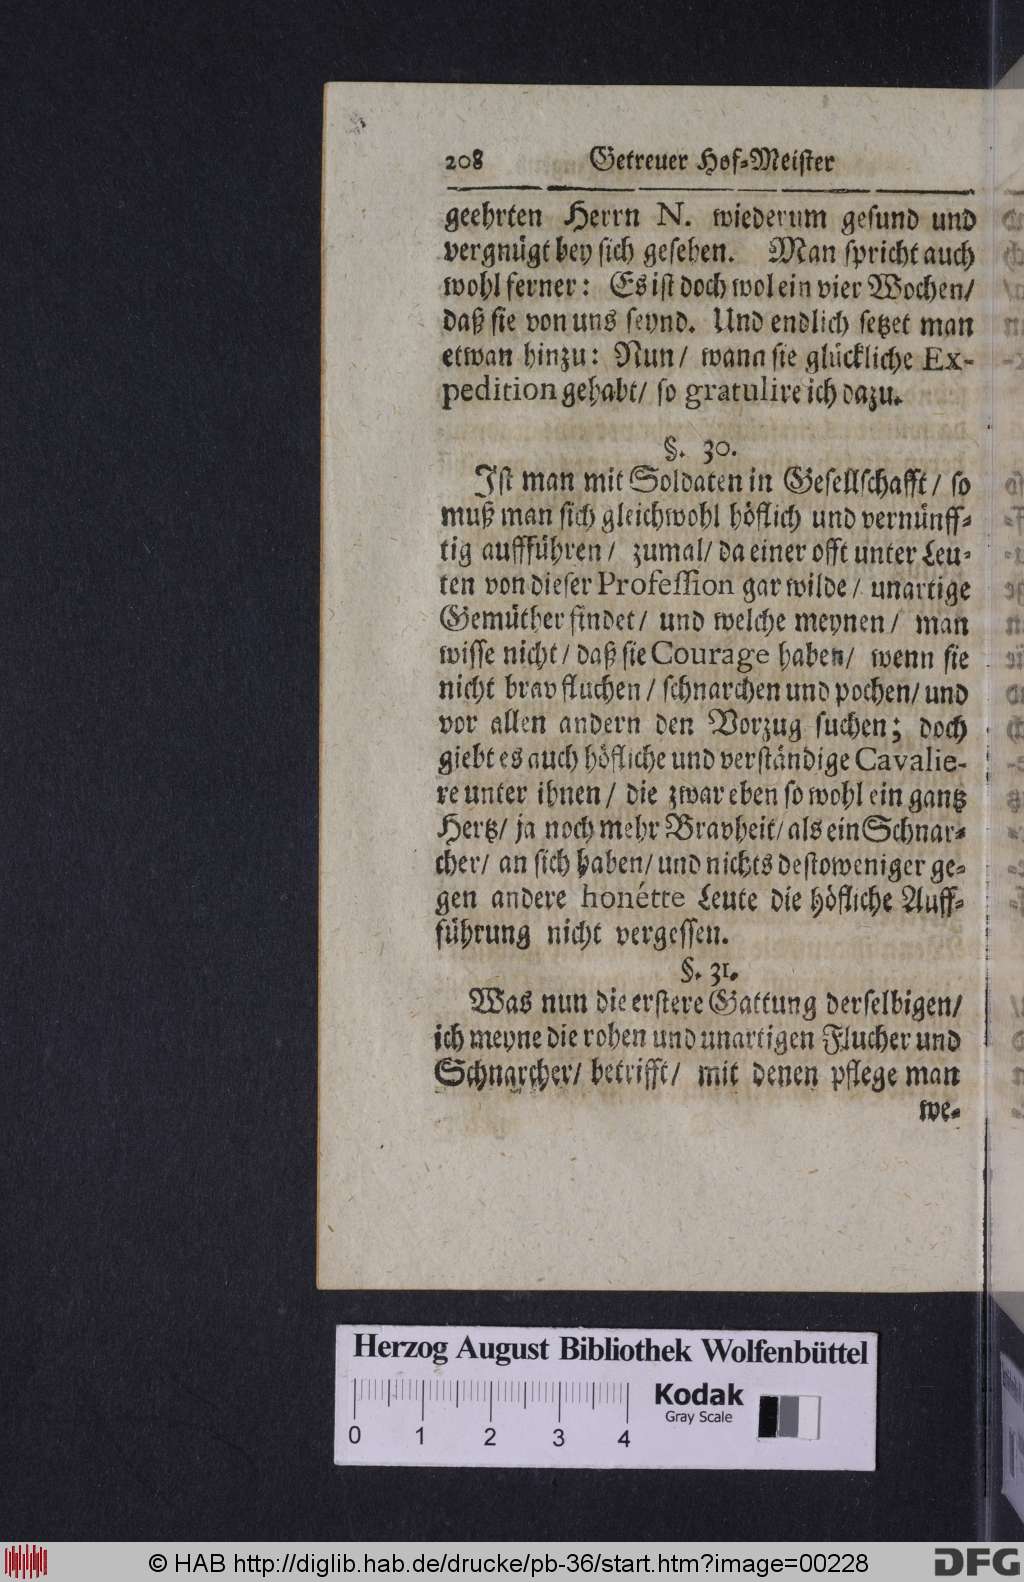 208 Getreuer Hof-Meister
geehrten Herrn N. wiederum gesund und
vergnügt bey sich gesehen. Man spricht auch
wohl ferner: Es ist doch wol ein vier Wochen/
daß sie von uns seynd. Und endlich setzet man
etwan hinzu: Nun/ wann sie glückliche Ex-
pedition gehabt/ so gratulire ich dazu.
§. 30.
Ist man mit Soldaten in Gesellschafft/ so
muß man sich gleichwohl höflich und vernünff-
tig aufführen/ zumal/ da einer offt unter Leu-
ten von dieser Profession gar wilde/ unartige
Gemüther findet/ und welche meynen/ man
wisse nicht/ daß sie Courage haben/ wenn sie
nicht brav fluchen/ schnarchen und pochen/ und
vor allen andern den Vorzug suchen; doch
giebt es auch höfliche und verständige Cavalie-
re unter ihnen/ die zwar eben so wohl ein gantz
Hertz/ ja noch mehr Bravheit/ als ein Schnar-
cher/ an sich haben/ und nichts destoweniger ge-
gen andere honétte Leute die höfliche Auff-
führung nicht vergessen.
§. 31.
Was nun die erstere Gattung derselbigen/
ich meyne die rohen und unartigen Flucher und
Schnarcher/ betrifft/ mit denen pflege man
we-
Herzog August Bibliothek Wolfenbüttel
Kodak
Gray Scale
0 1 2 3 4
© HAB http://diglib.hab.de/drucke/pb-36/start.htm?image=00228
DFG